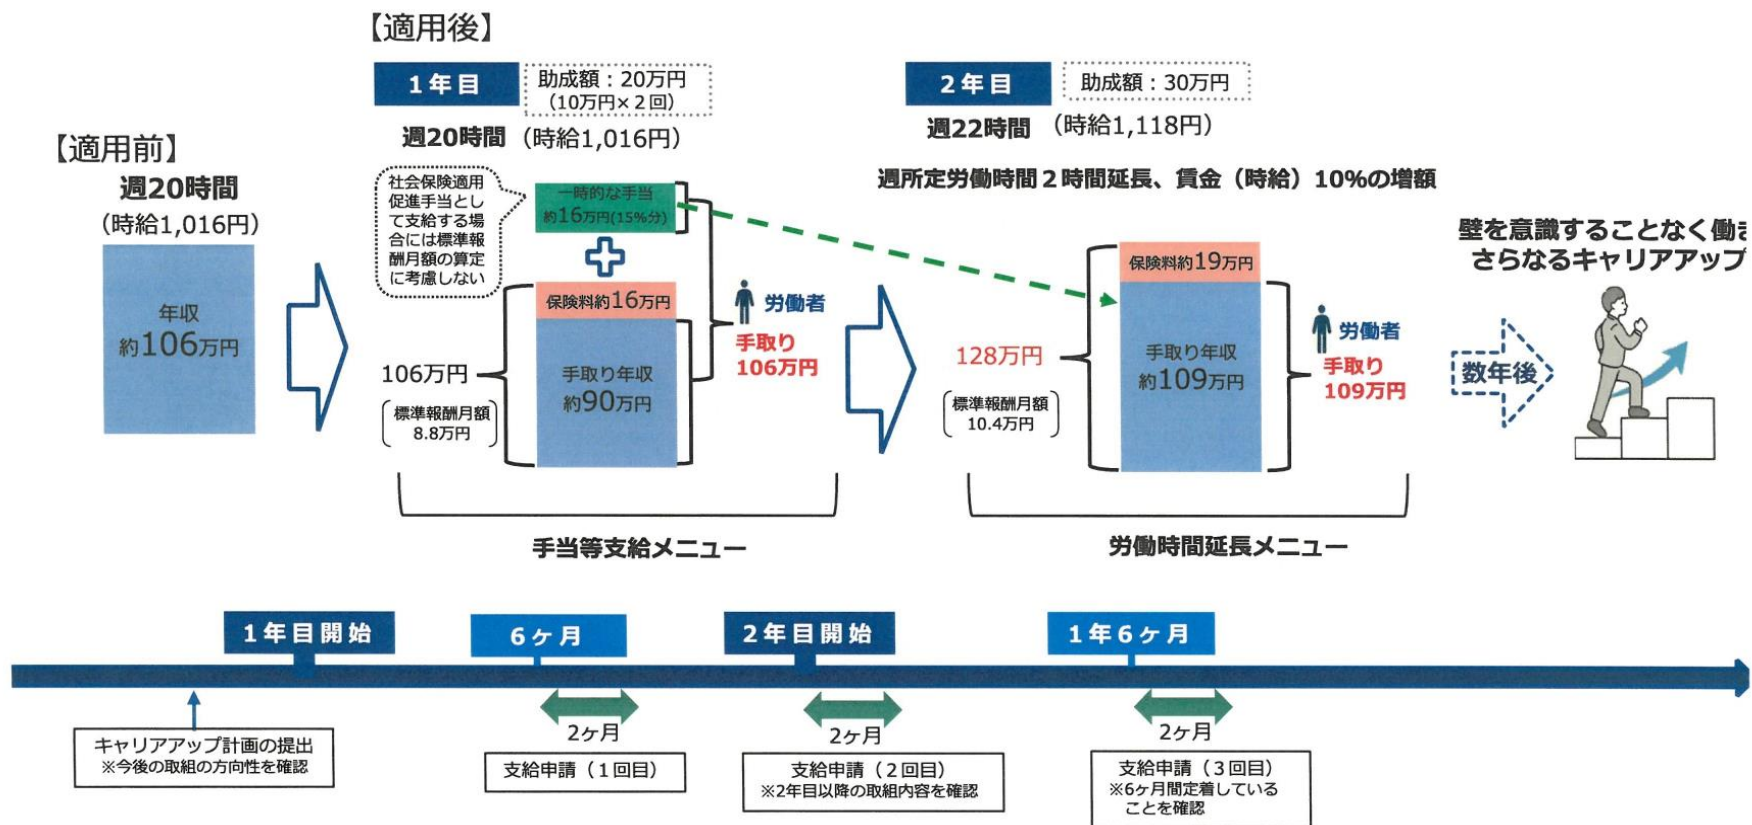 【適用後】
1年目
助成額：20万円
（10万円×２回）
週20時間（時給1,016円）
2年目
助成額：30万円
週22時間（時給1,118円）
週所定労働時間２時間延長、賃金（時給）10%の増額
【適用前】
週20時間
（時給1,016円）
年収
約106万円
社会保険適用
促進手当とし
て支給する場
合には標準報
酬月額の算定
に考慮しない
一時的な手当
約16万円(15%分)
保険料約16万円
手取り年収
約90万円
106万円
標準報酬月額
8.8万円
労働者
手取り
106万円
保険料約19万円
手取り年収
約109万円
128万円
標準報酬月額
10.4万円
労働者
手取り
109万円
数年後
壁を意識することなく働き
さらなるキャリアアップ
手当等支給メニュー
労働時間延長メニュー
1年目開始
6ヶ月
2年目開始
1年6ヶ月
キャリアアップ計画の提出
※今後の取組の方向性を確認
2ヶ月
支給申請（１回目）
2ヶ月
支給申請（２回目）
※2年目以降の取組内容を確認
2ヶ月
支給申請（３回目）
※6ヶ月間定着している
ことを確認